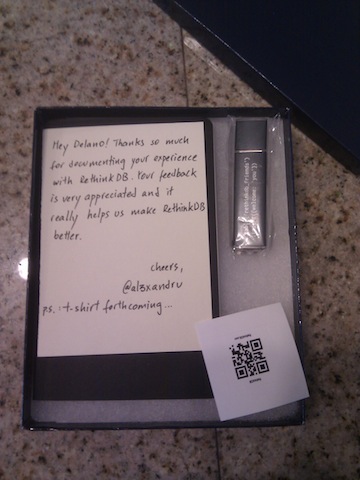 Hey Delano! Thanks so much
for documenting your experience
with RethinkDB. Your feedback
is very appreciated and it
really helps us make RethinkDB
better.
cheers,
@al3xandru
ps. :t-shirt forthcoming...